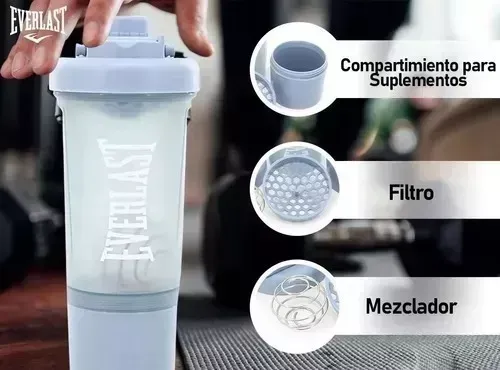 EVERLAST
EVERLAST
Compartimiento para
Suplementos
Filtro
Mezclador